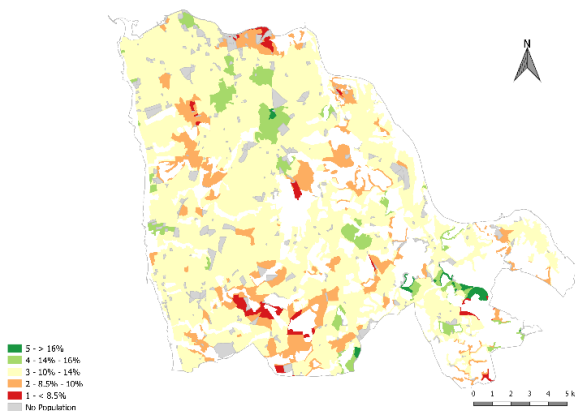 N
5 - > 16%
4 - 14% - 16%
3 - 10% - 14%
2 - 8.5% - 10%
1 - < 8.5%
No Population
0 1 2 3 4 5 k